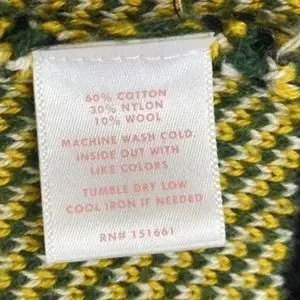 60% COTTON
30% NYLON
10% WOOL
MACHINE WASH COLD,
INSIDE OUT WITH
LIKE COLORS
TUMBLE DRY LOW
COOL IRON IF NEEDED
RN# 151661